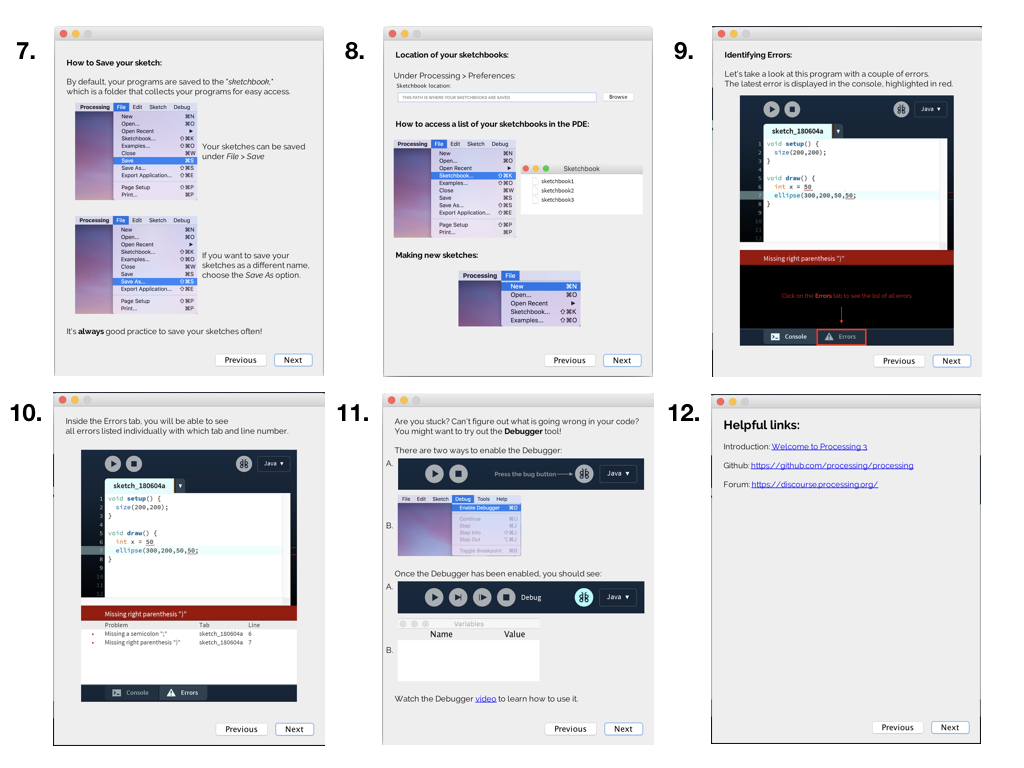 7.
How to Save your sketch:
By default, your programs are saved to the "sketchbook,"
which is a folder that collects your programs for easy access.
Processing File Edit Sketch Debug
New ⌘N
Open... ⌘O
Open Recent ▶
Sketchbook... ⇧⌘K
Examples... ⇧⌘O
Close ⌘W
Save ⌘S
Save As... ⇧⌘S
Export Application... ⇧⌘E
Page Setup ⇧⌘P
Print... ⌘P
Your sketches can be saved
under File > Save
Processing File Edit Sketch Debug
New ⌘N
Open... ⌘O
Open Recent ▶
Sketchbook... ⇧⌘K
Examples... ⇧⌘O
Close ⌘W
Save ⌘S
Save As... ⇧⌘S
Export Application... ⇧⌘E
Page Setup ⇧⌘P
Print... ⌘P
If you want to save your
sketches as a different name,
choose the Save As option.
It's always good practice to save your sketches often!
Previous Next
8.
Location of your sketchbooks:
Under Processing > Preferences:
Sketchbook location:
THIS PATH IS WHERE YOUR SKETCHBOOKS ARE SAVED Browse
How to access a list of your sketchbooks in the PDE:
Processing File Edit Sketch Debug
New ⌘N
Open... ⌘O
Open Recent ▶
Sketchbook... ⇧⌘K
Examples... ⇧⌘O
Close ⌘W
Save ⌘S
Save As... ⇧⌘S
Export Application... ⇧⌘E
Page Setup ⇧⌘P
Print... ⌘P
Sketchbook
sketchbook1
sketchbook2
sketchbook3
Making new sketches:
Processing File
New ⌘N
Open... ⌘O
Open Recent ▶
Sketchbook... ⇧⌘K
Examples... ⇧⌘O
Previous Next
9.
Identifying Errors:
Let's take a look at this program with a couple of errors.
The latest error is displayed in the console, highlighted in red.
Java ▼
sketch_180604a ▼
1 void setup() {
2 size(200,200);
3 }
4
5 void draw() {
6 int x = 50
7 ellipse(300,200,50,50;
8 }
9
10
11
Missing right parenthesis ")"
Click on the Errors tab to see the list of all errors.
Console Errors
Previous Next
10.
Inside the Errors tab, you will be able to see
all errors listed individually with which tab and line number.
Java ▼
sketch_180604a ▼
1 void setup() {
2 size(200,200);
3 }
4
5 void draw() {
6 int x = 50
7 ellipse(300,200,50,50;
8 }
9
10
11
Missing right parenthesis ")"
Problem Tab Line
Missing a semicolon ";" sketch_180604a 6
Missing right parenthesis ")" sketch_180604a 7
Console Errors
Previous Next
11.
Are you stuck? Can't figure out what is going wrong in your code?
You might want to try out the Debugger tool!
There are two ways to enable the Debugger:
A.
Press the bug button Java ▼
B.
File Edit Sketch Debug Tools Help
Enable Debugger ⌘D
Continue ⌘U
Step ⌘J
Step Into ⇧⌘J
Step Out ⌥⌘J
Toggle Breakpoint ⌘B
Once the Debugger has been enabled, you should see:
A.
Debug Java ▼
B.
Variables
Name Value
Watch the Debugger video to learn how to use it.
Previous Next
12.
Helpful links:
Introduction: Welcome to Processing 3
Github: https://github.com/processing/processing
Forum: https://discourse.processing.org/
Previous Next